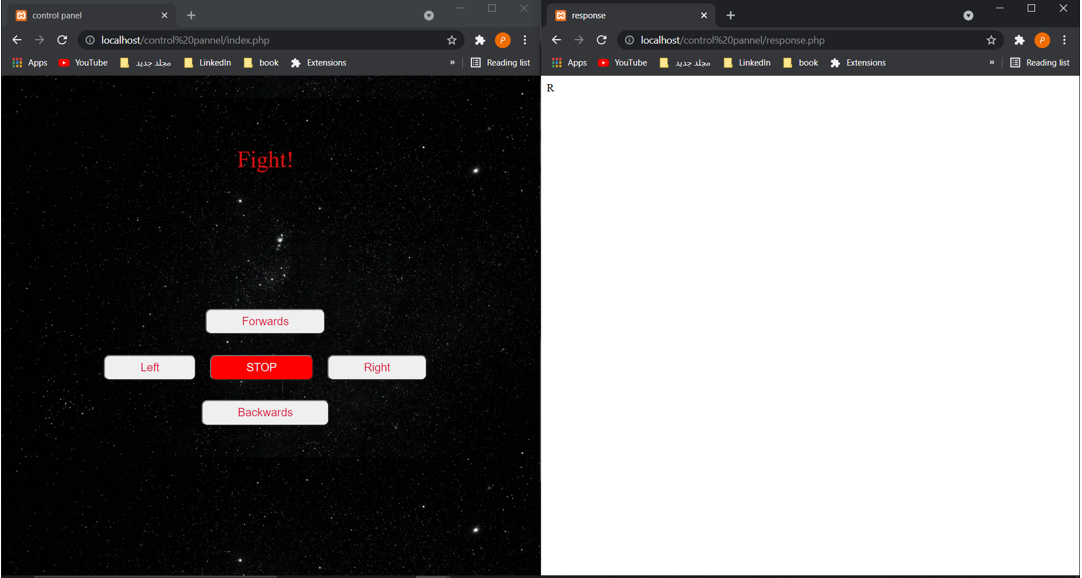 control panel
localhost/control%20pannel/index.php
Apps YouTube مجلد جديد LinkedIn book Extensions » Reading list
Fight!
Forwards
Left STOP Right
Backwards
response
localhost/control%20pannel/response.php
Apps YouTube مجلد جديد LinkedIn book Extensions » Reading list
R